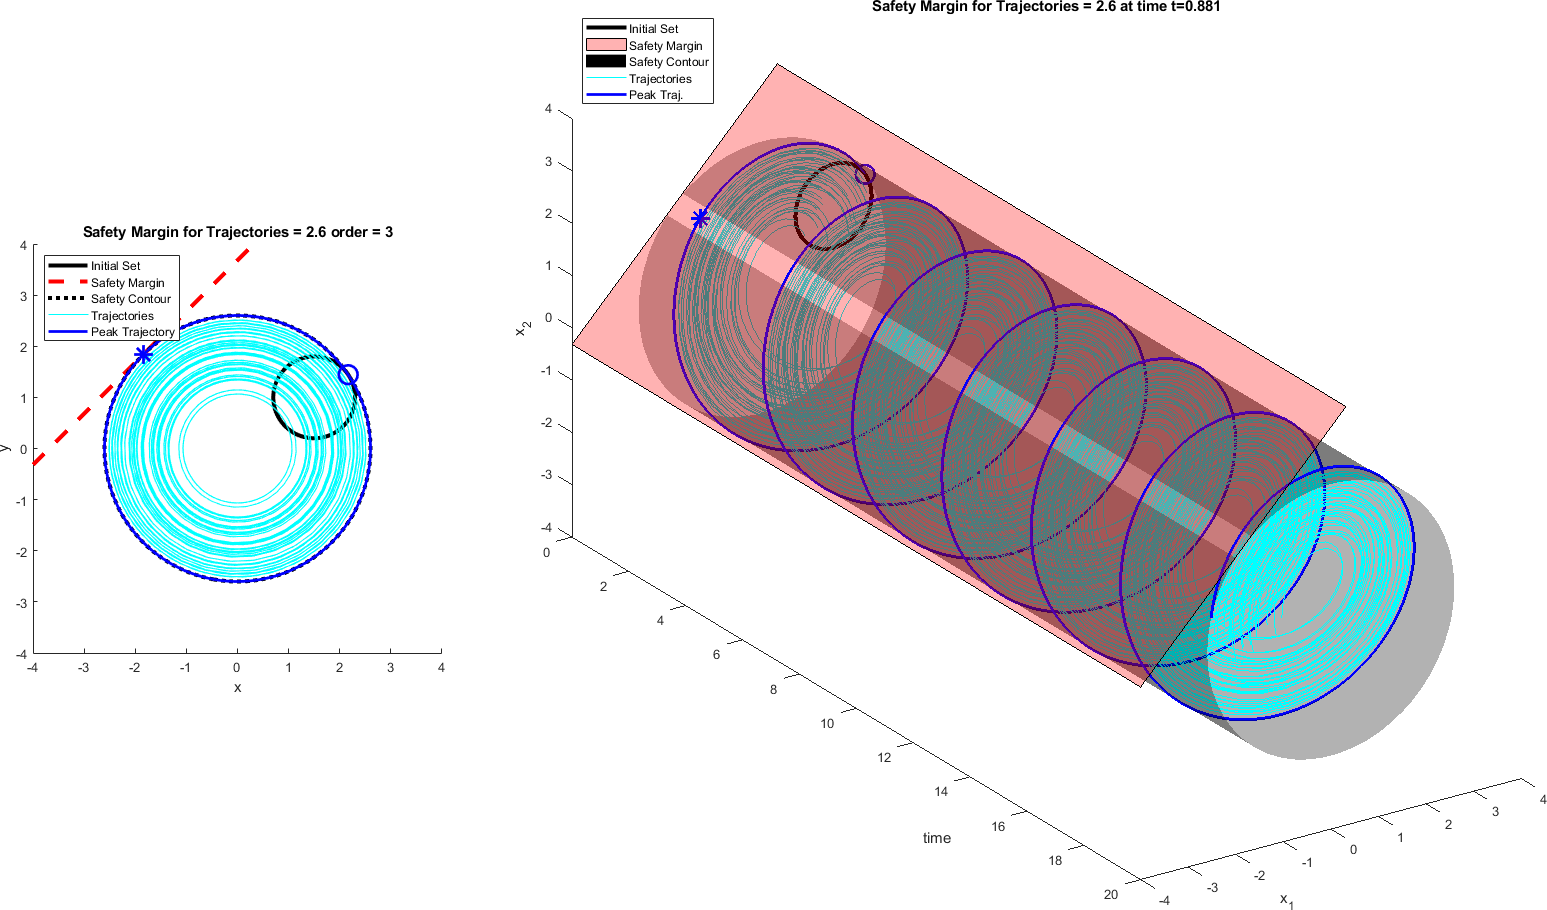 Safety Margin for Trajectories = 2.6 order = 3
Initial Set
Safety Margin
Safety Contour
Trajectories
Peak Trajectory
4
3
2
1
0
-1
-2
-3
-4
y
-4 -3 -2 -1 0 1 2 3 4
x
Safety Margin for Trajectories = 2.6 at time t=0.881
Initial Set
Safety Margin
Safety Contour
Trajectories
Peak Traj.
4
3
2
1
0
-1
-2
-3
-4
x2
0
2
4
6
8
10
12
14
16
18
20
time
-4
-3
-2
-1
0
1
2
3
4
x1